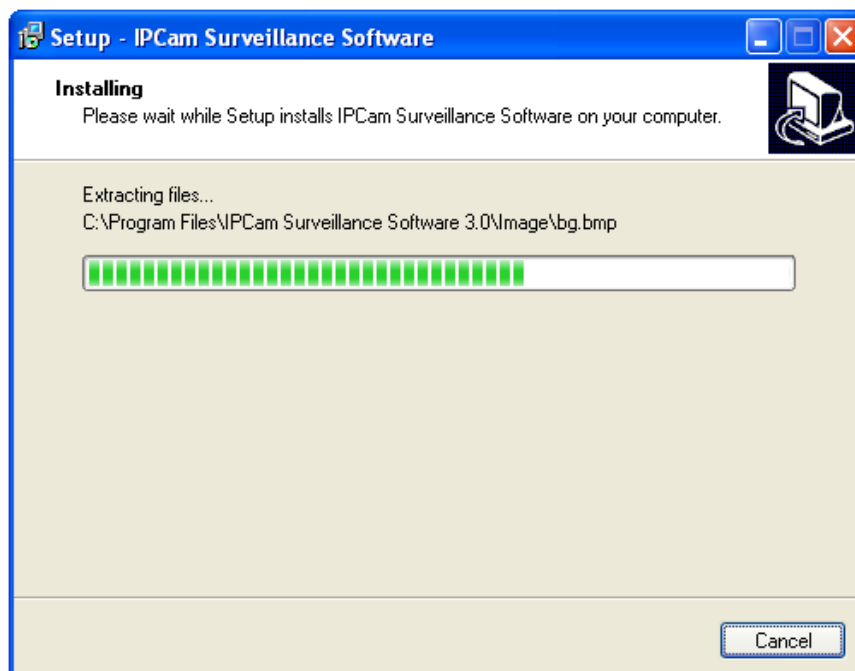 Setup - IPCam Surveillance Software
Installing
Please wait while Setup installs IPCam Surveillance Software on your computer.
Extracting files...
C:\Program Files\IPCam Surveillance Software 3.0\Image\bg.bmp
Cancel